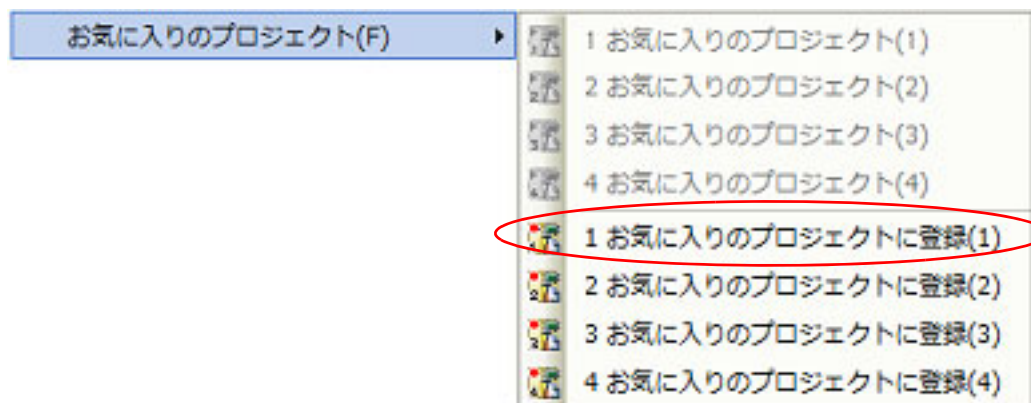 お気に入りのプロジェクト(F)
1 お気に入りのプロジェクト(1)
2 お気に入りのプロジェクト(2)
3 お気に入りのプロジェクト(3)
4 お気に入りのプロジェクト(4)
1 お気に入りのプロジェクトに登録(1)
2 お気に入りのプロジェクトに登録(2)
3 お気に入りのプロジェクトに登録(3)
4 お気に入りのプロジェクトに登録(4)